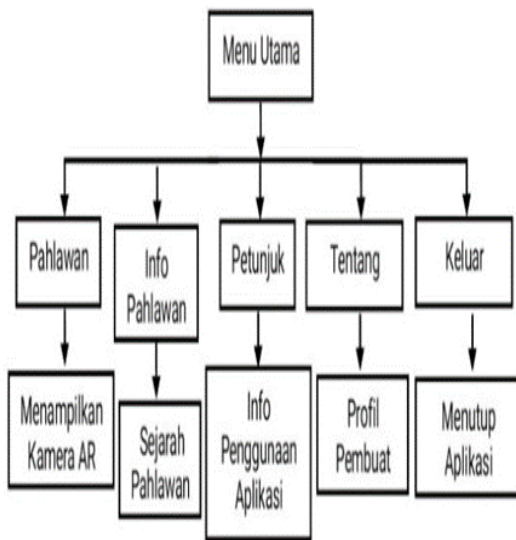 Menu Utama
Pahlawan
Info
Pahlawan
Petunjuk
Tentang
Keluar
Menampilkan
Kamera AR
Sejarah
Pahlawan
Info
Penggunaan
Aplikasi
Profil
Pembuat
Menutup
Aplikasi